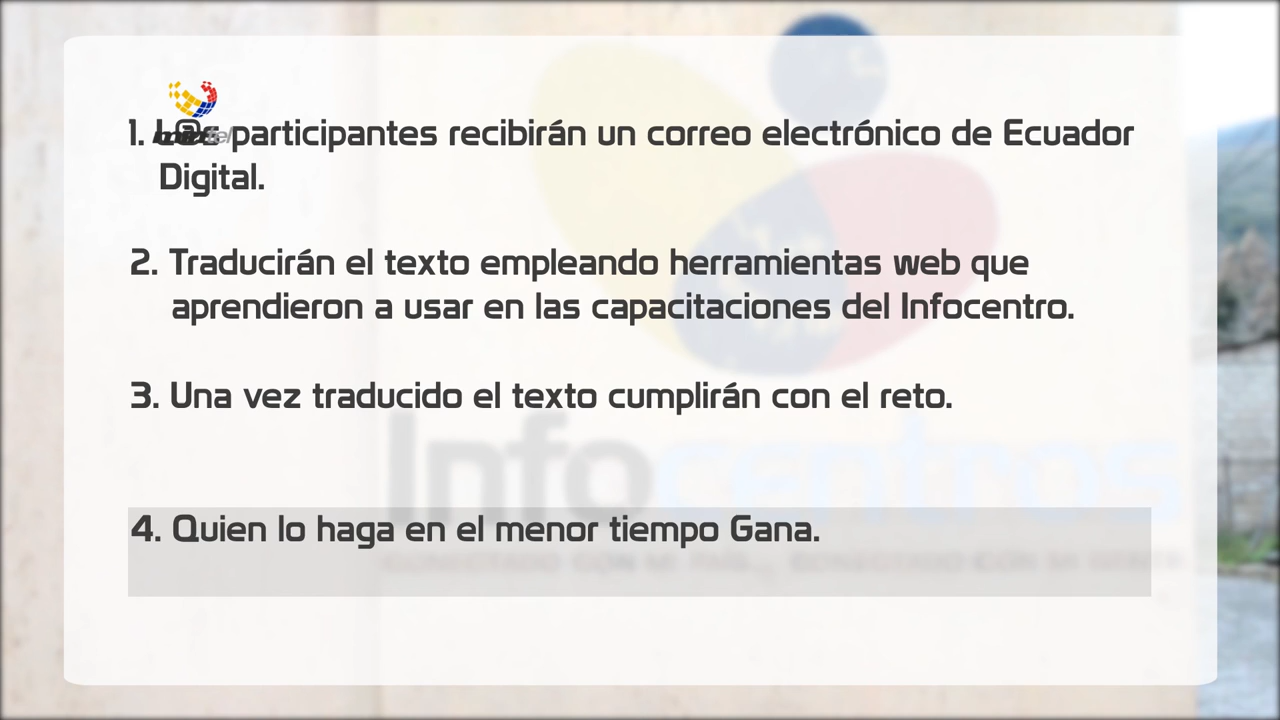 1. L@s participantes recibirán un correo electrónico de Ecuador
Digital.
2. Traducirán el texto empleando herramientas web que
aprendieron a usar en las capacitaciones del Infocentro.
3. Una vez traducido el texto cumplirán con el reto.
Infocentros
4. Quien lo haga en el menor tiempo Gana.